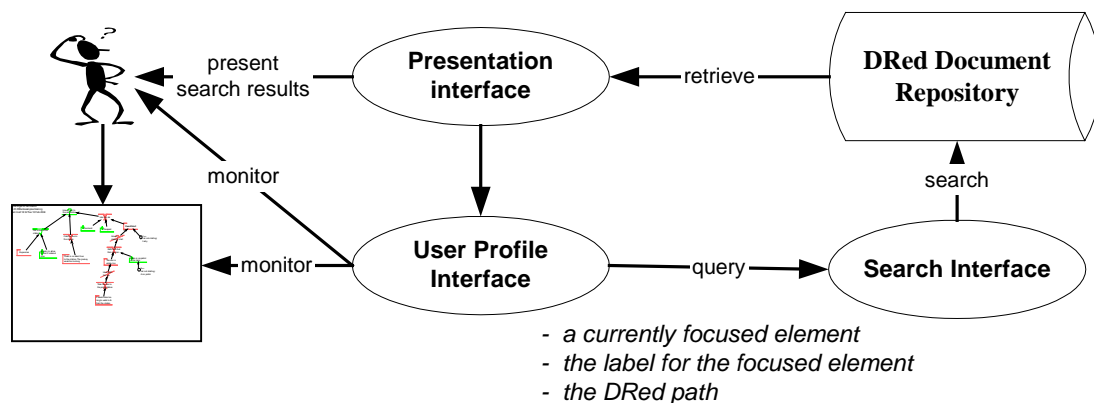 ?
present
search results
Presentation
interface
retrieve
DRed Document
Repository
monitor
search
monitor
User Profile
Interface
query
Search Interface
- a currently focused element
- the label for the focused element
- the DRed path